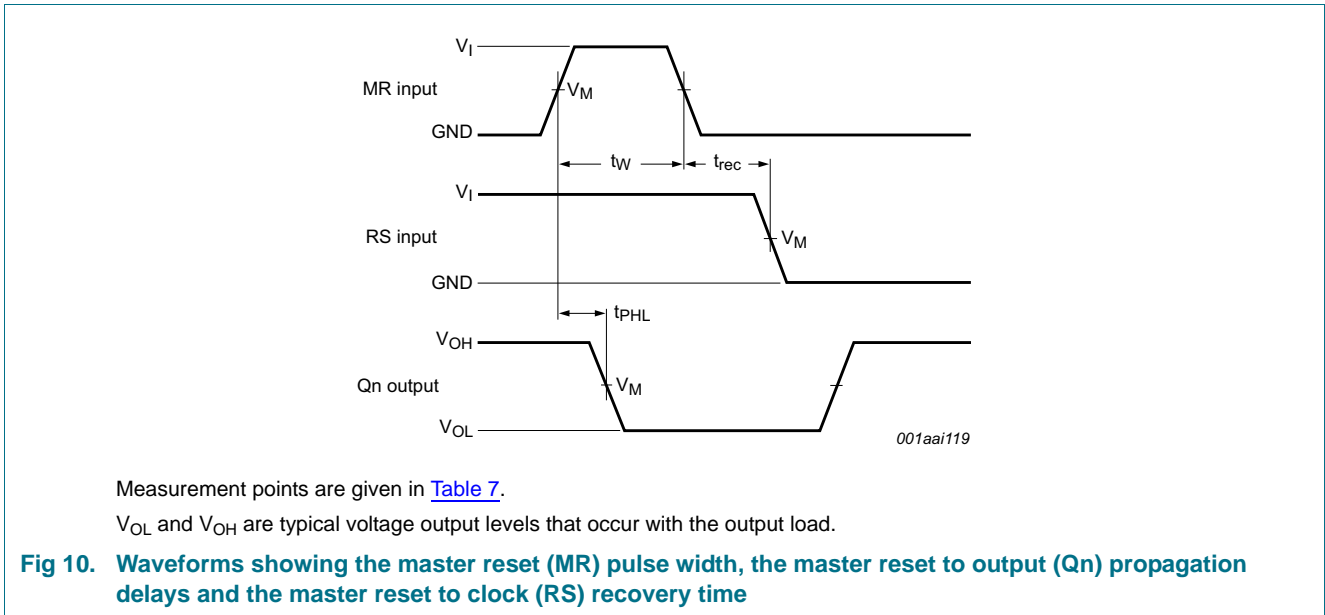 V_I
MR input
V_M
GND
t_W
t_rec
V_I
RS input
V_M
GND
t_PHL
V_OH
Qn output
V_M
V_OL
001aai119
Measurement points are given in Table 7.
V_OL and V_OH are typical voltage output levels that occur with the output load.
Fig 10. Waveforms showing the master reset (MR) pulse width, the master reset to output (Qn) propagation
delays and the master reset to clock (RS) recovery time